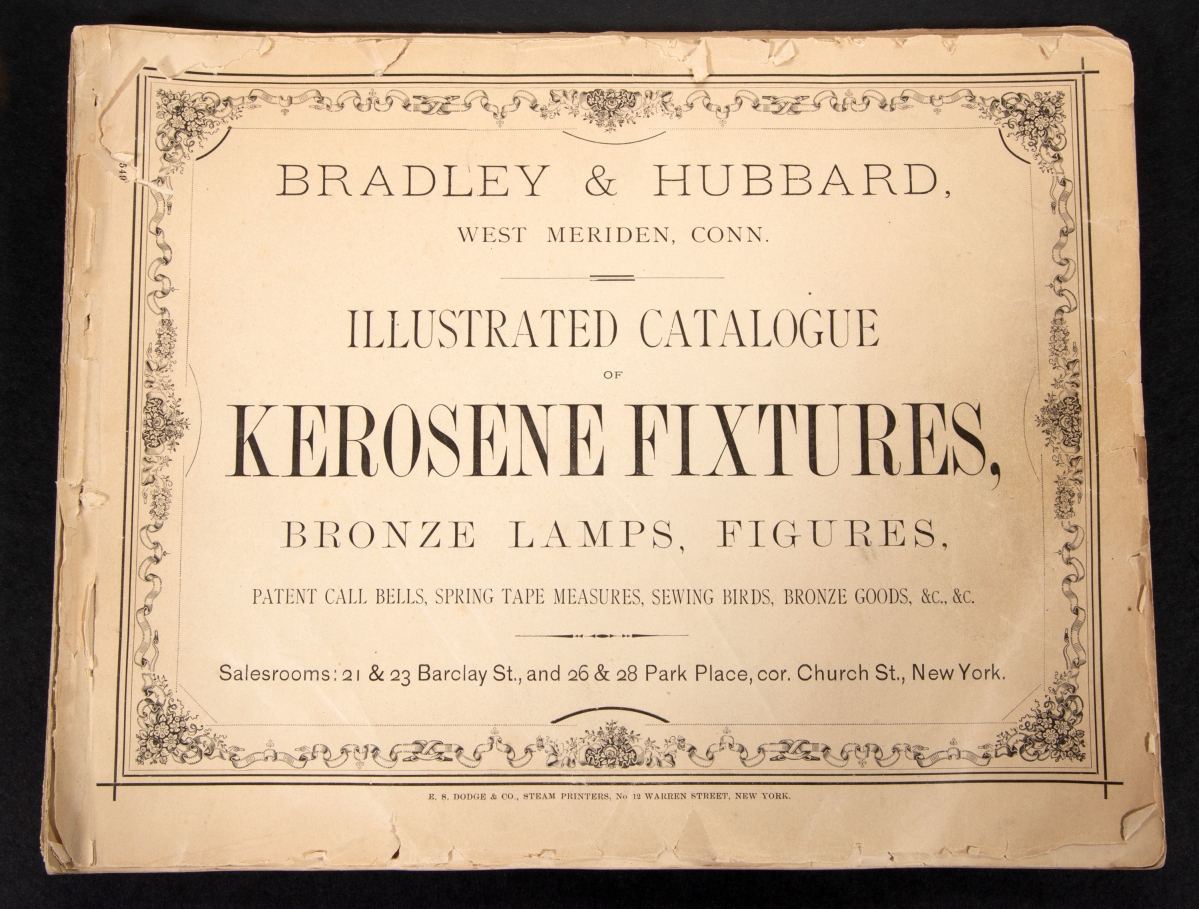 BRADLEY & HUBBARD,
WEST MERIDEN, CONN.
ILLUSTRATED CATALOGUE
OF
KEROSENE FIXTURES,
BRONZE LAMPS, FIGURES,
PATENT CALL BELLS, SPRING TAPE MEASURES, SEWING BIRDS, BRONZE GOODS, &C., &C.
Salesrooms: 21 & 23 Barclay St., and 26 & 28 Park Place, cor. Church St., New York.
E. S. DODGE & CO., STEAM PRINTERS, No 12 WARREN STREET, NEW YORK.